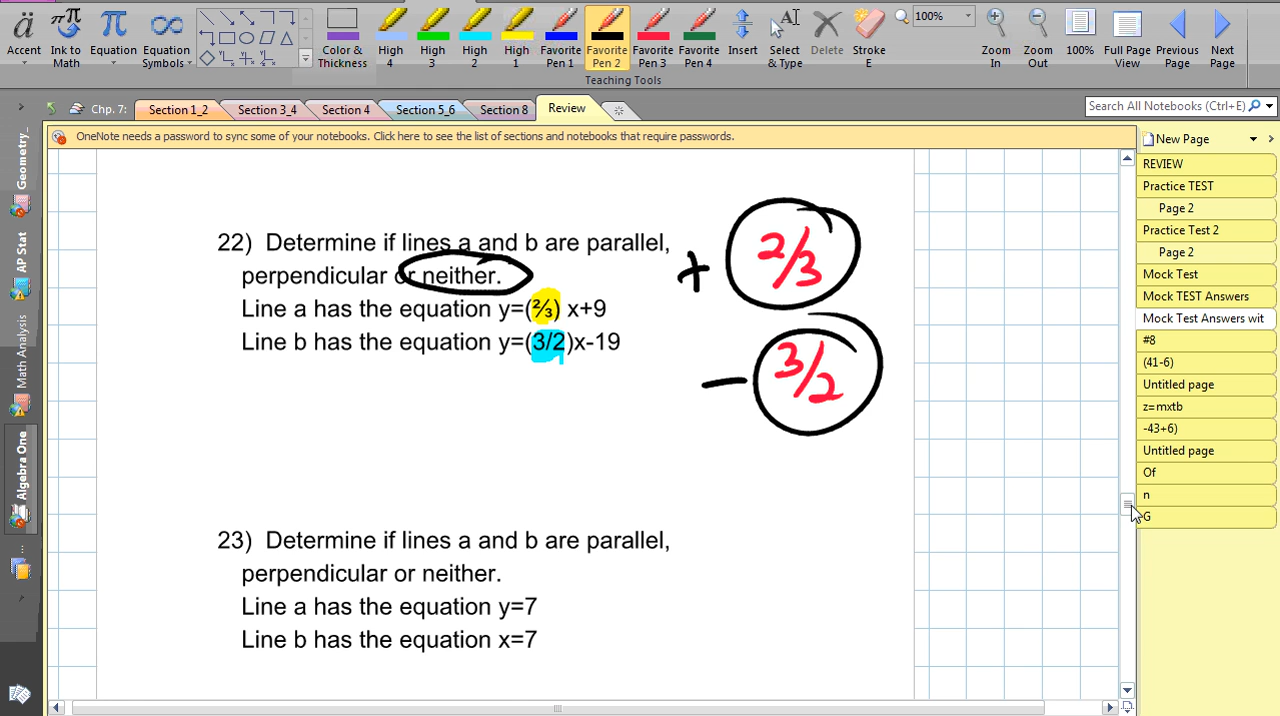 Accent
Ink to Math
Equation
Equation Symbols
Color & Thickness
High 4
High 3
High 2
High 1
Favorite Pen 1
Favorite Pen 2
Favorite Pen 3
Favorite Pen 4
Insert
Select & Type
Delete
Stroke
100%
Zoom In
Zoom Out
100%
Full Page View
Previous Page
Next Page
Teaching Tools
Chp. 7:
Section 1_2
Section 3_4
Section 4
Section 5_6
Section 8
Review
Search All Notebooks (Ctrl+E)
OneNote needs a password to sync some of your notebooks. Click here to see the list of sections and notebooks that require passwords.
Geometry...
AP Stat
Math Analysis
Algebra One
22) Determine if lines a and b are parallel,
perpendicular or neither.
Line a has the equation y=(⅔) x+9
Line b has the equation y=(3/2)x-19
+ 2/3
− 3/2
23) Determine if lines a and b are parallel,
perpendicular or neither.
Line a has the equation y=7
Line b has the equation x=7
New Page
REVIEW
Practice TEST
Page 2
Practice Test 2
Page 2
Mock Test
Mock TEST Answers
Mock Test Answers wit
#8
(41-6)
Untitled page
z=mxtb
-43+6)
Untitled page
Of
n
G